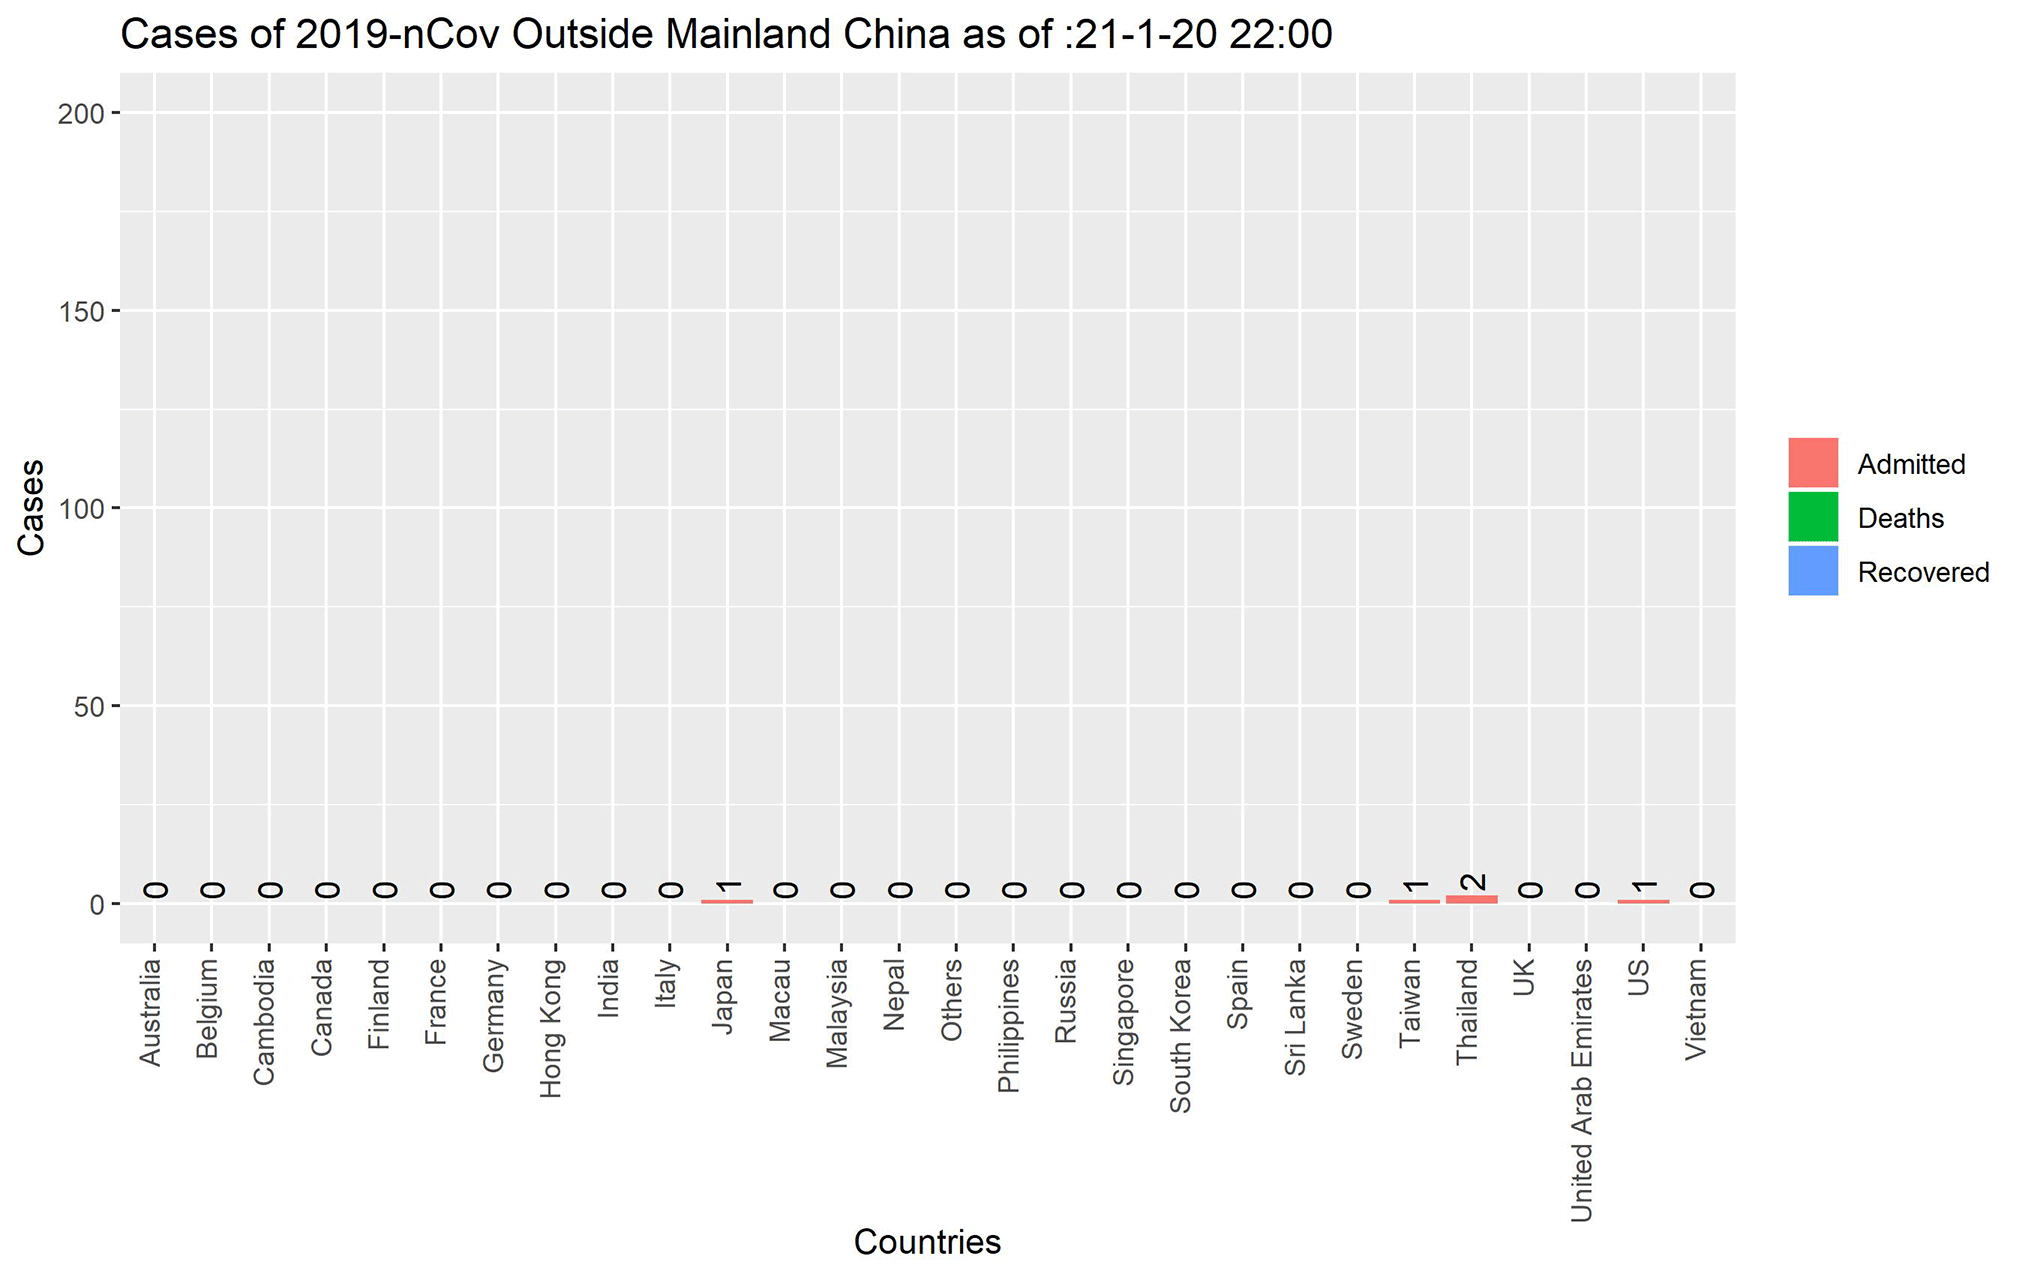 Cases of 2019-nCov Outside Mainland China as of :21-1-20 22:00
Cases
200
150
100
50
0
0
0
0
0
0
0
0
0
0
0
1
0
0
0
0
0
0
0
0
0
0
0
1
2
0
0
1
0
Australia
Belgium
Cambodia
Canada
Finland
France
Germany
Hong Kong
India
Italy
Japan
Macau
Malaysia
Nepal
Others
Philippines
Russia
Singapore
South Korea
Spain
Sri Lanka
Sweden
Taiwan
Thailand
UK
United Arab Emirates
US
Vietnam
Countries
Admitted
Deaths
Recovered